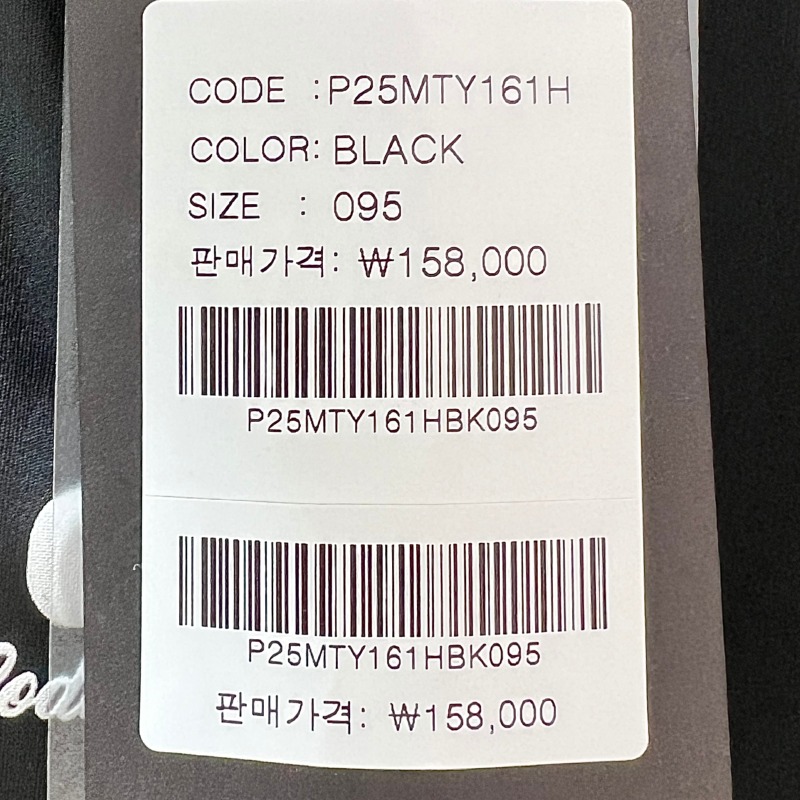 CODE :P25MTY161H
COLOR: BLACK
SIZE : 095
판매가격: ₩158,000
P25MTY161HBK095
P25MTY161HBK095
판매가격: ₩158,000